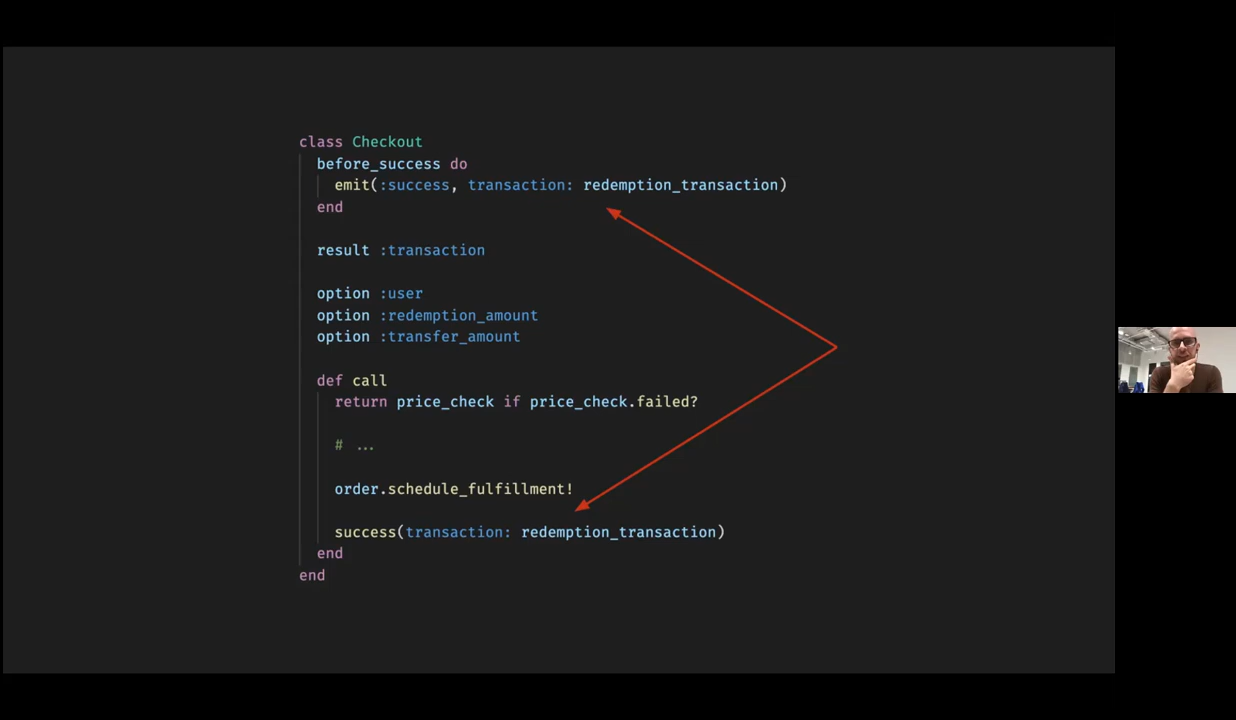 class Checkout
before_success do
emit(:success, transaction: redemption_transaction)
end
result :transaction
option :user
option :redemption_amount
option :transfer_amount
def call
return price_check if price_check.failed?
# ...
order.schedule_fulfillment!
success(transaction: redemption_transaction)
end
end